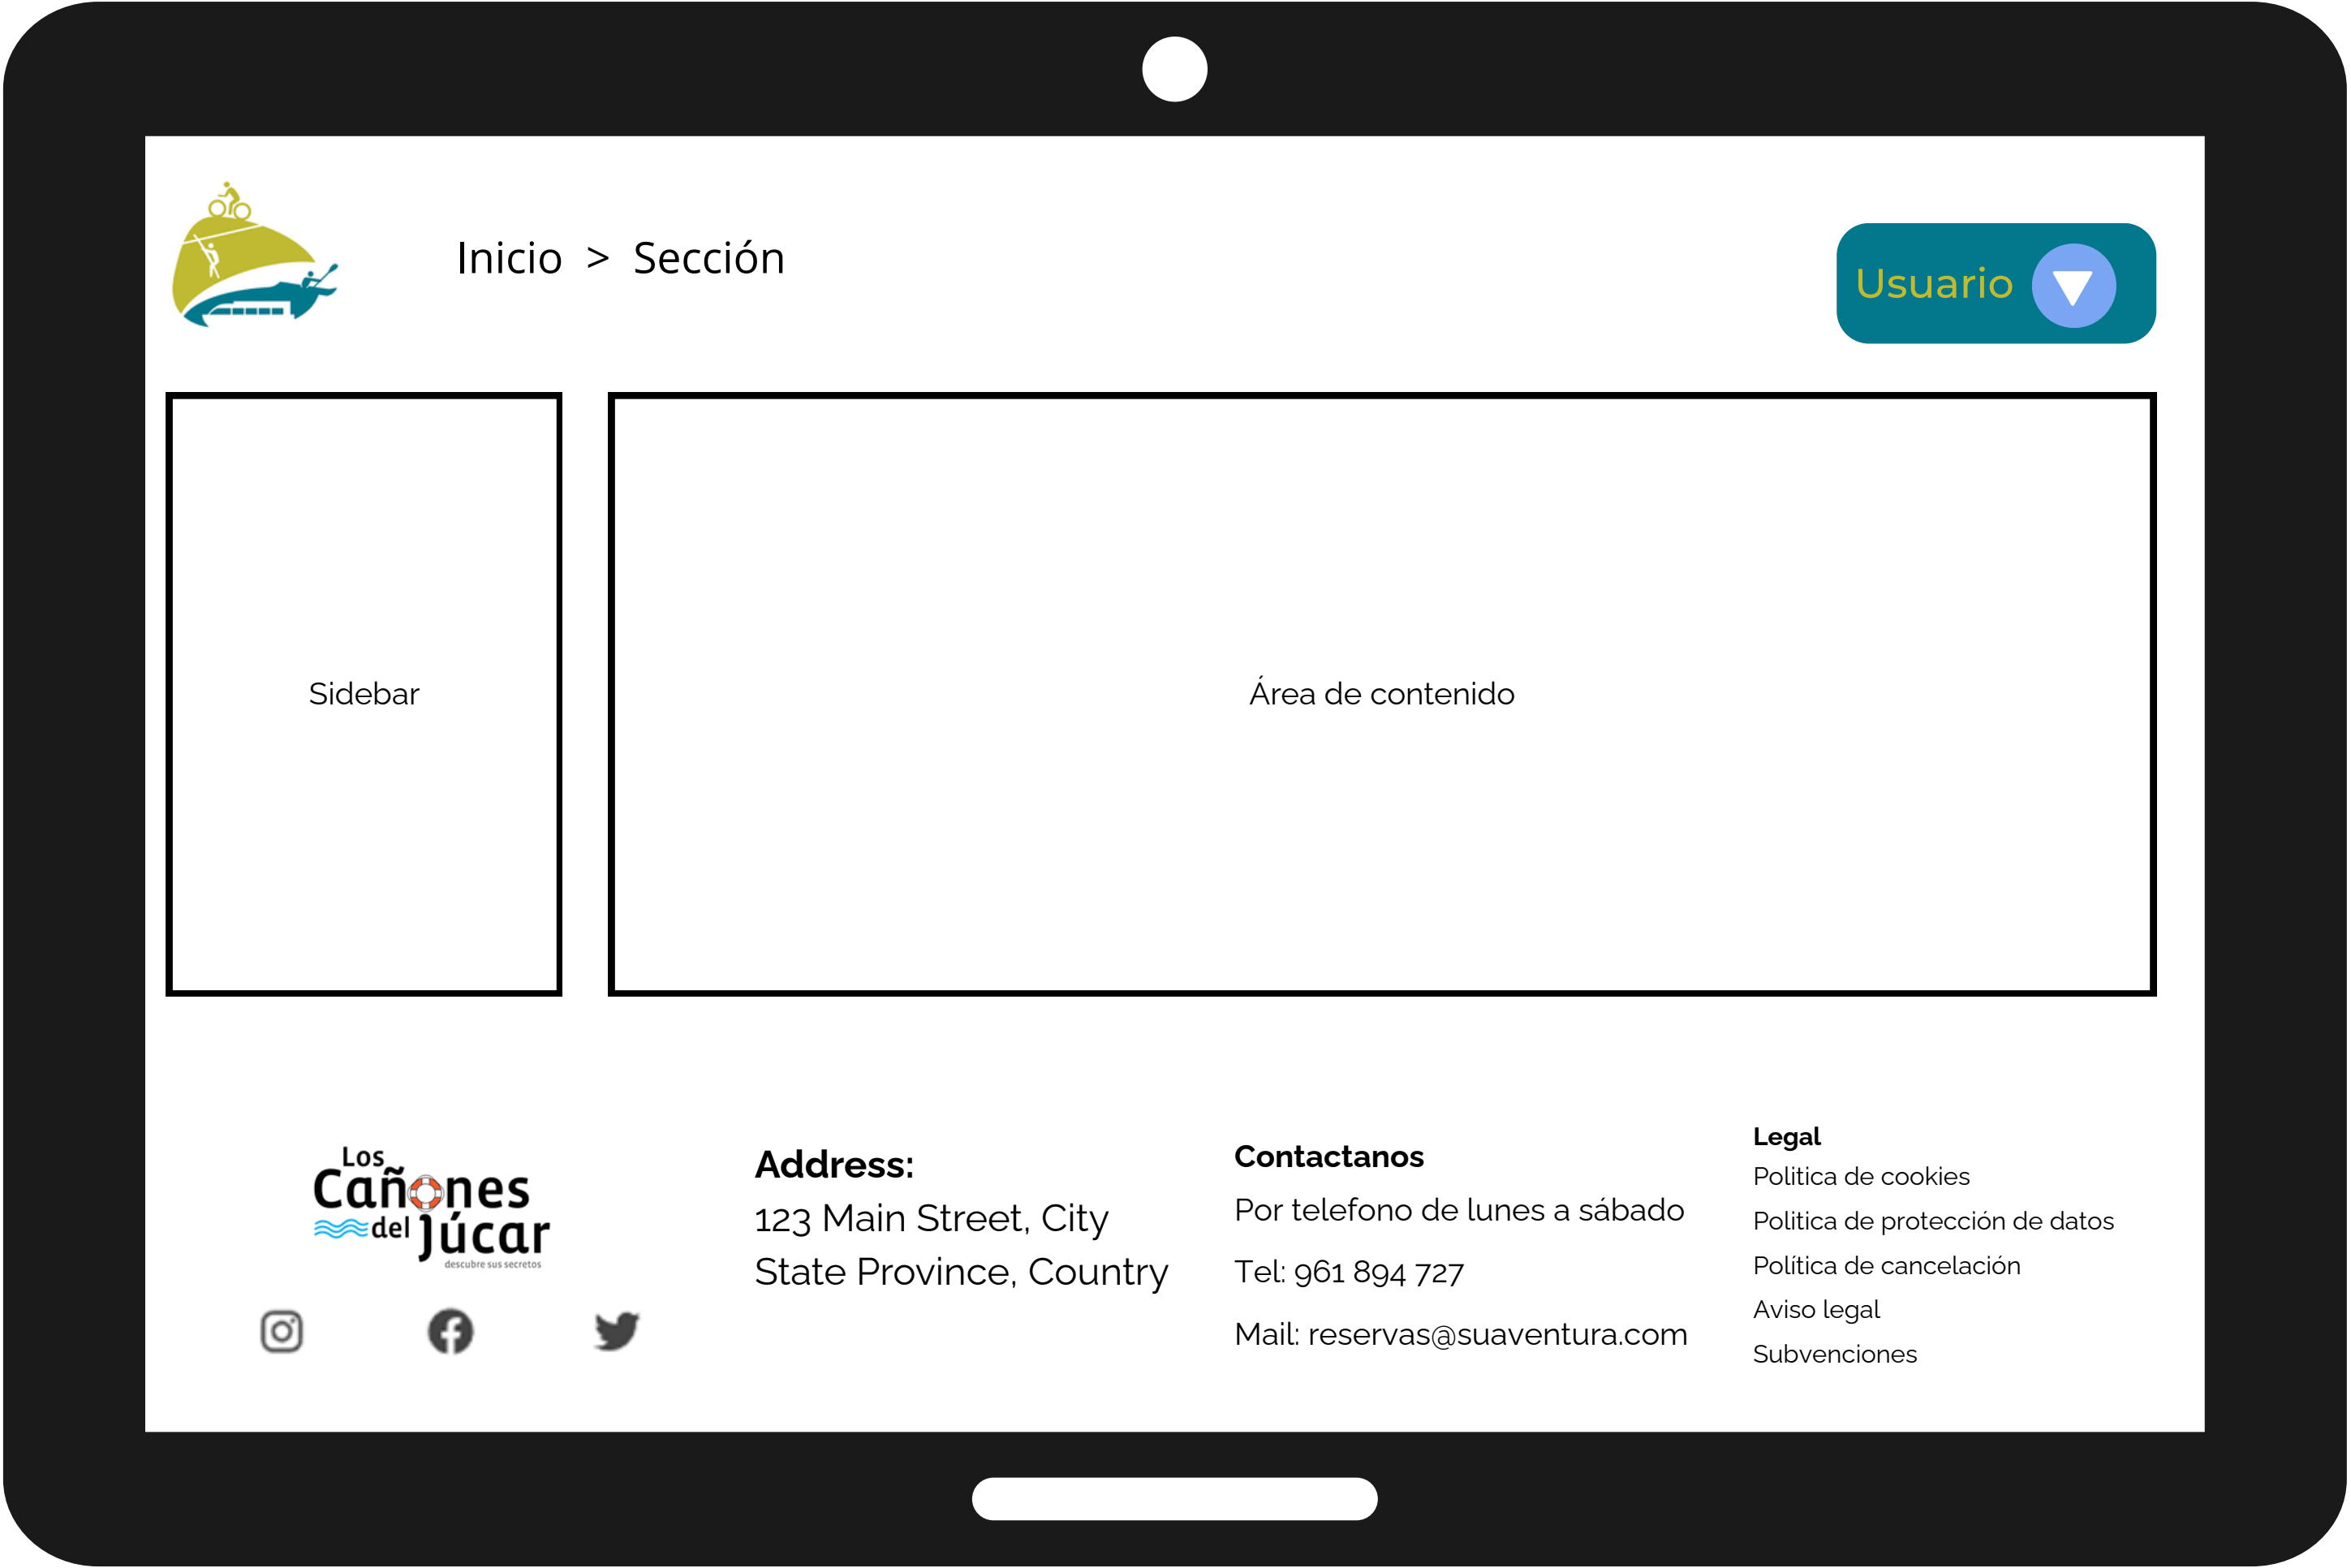 Inicio > Sección
Usuario
Sidebar
Área de contenido
Los
Cañones
del Júcar
descubre sus secretos
Address:
123 Main Street, City
State Province, Country
Contactanos
Por telefono de lunes a sábado
Tel: 961 894 727
Mail: reservas@suaventura.com
Legal
Politica de cookies
Politica de protección de datos
Política de cancelación
Aviso legal
Subvenciones